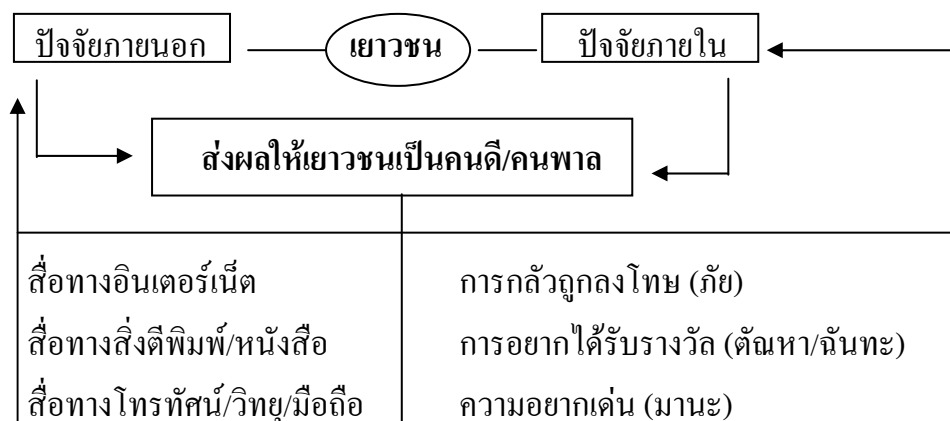 ปัจจัยภายนอก
เยาวชน
ปัจจัยภายใน
ส่งผลให้เยาวชนเป็นคนดี/คนพาล
สื่อทางอินเตอร์เน็ต
สื่อทางสิ่งตีพิมพ์/หนังสือ
สื่อทางโทรทัศน์/วิทยุ/มือถือ
การกลัวถูกลงโทษ (ภัย)
การอยากได้รับรางวัล (ตัณหา/ฉันทะ)
ความอยากเด่น (มานะ)